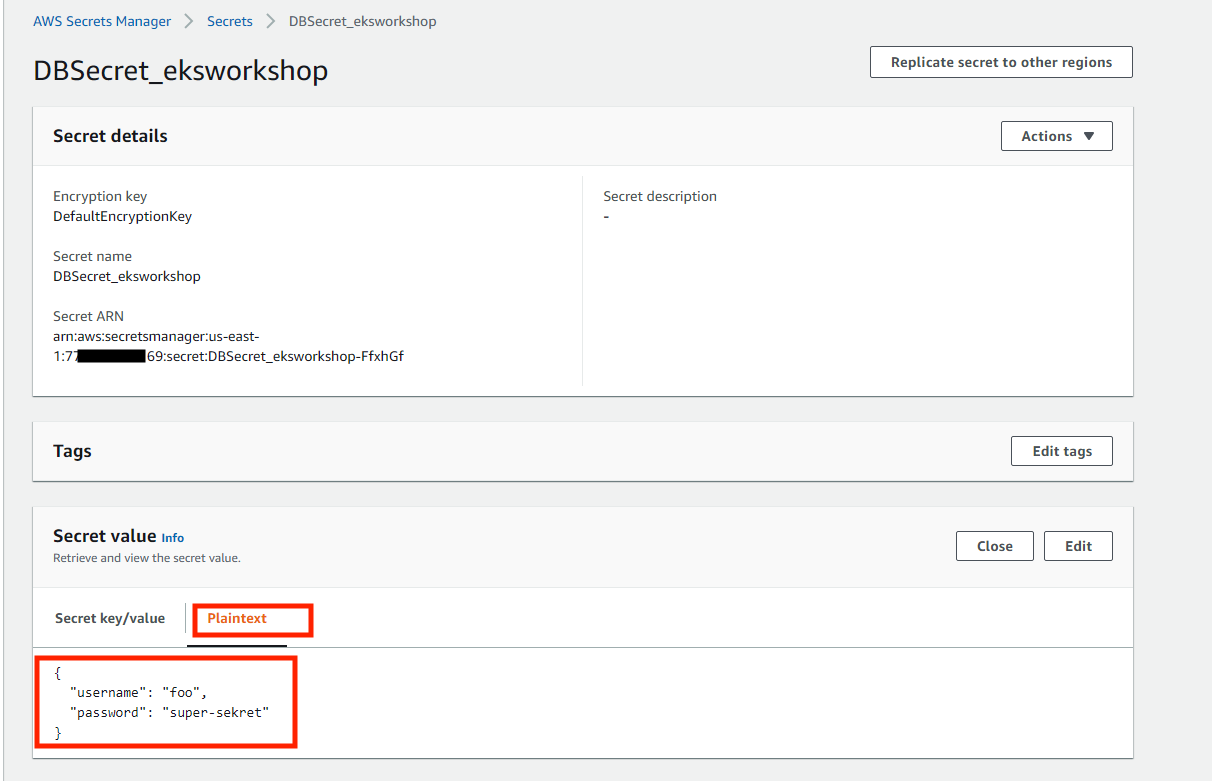 AWS Secrets Manager > Secrets > DBSecret_eksworkshop
DBSecret_eksworkshop
Replicate secret to other regions
Secret details
Actions ▼
Encryption key
DefaultEncryptionKey
Secret name
DBSecret_eksworkshop
Secret ARN
arn:aws:secretsmanager:us-east-
1:77 69:secret:DBSecret_eksworkshop-FfxhGf
Secret description
-
Tags
Edit tags
Secret value Info
Retrieve and view the secret value.
Close
Edit
Secret key/value
Plaintext
{
"username": "foo",
"password": "super-sekret"
}